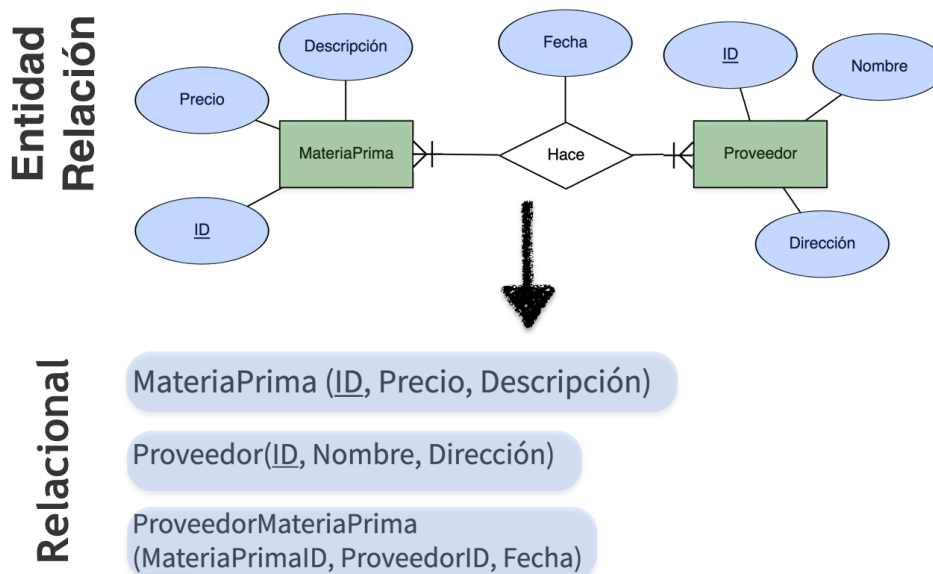 Entidad
Relación
Descripción
Fecha
ID
Nombre
Precio
MateriaPrima
Hace
Proveedor
ID
Dirección
Relacional
MateriaPrima (ID, Precio, Descripción)
Proveedor(ID, Nombre, Dirección)
ProveedorMateriaPrima
(MateriaPrimaID, ProveedorID, Fecha)